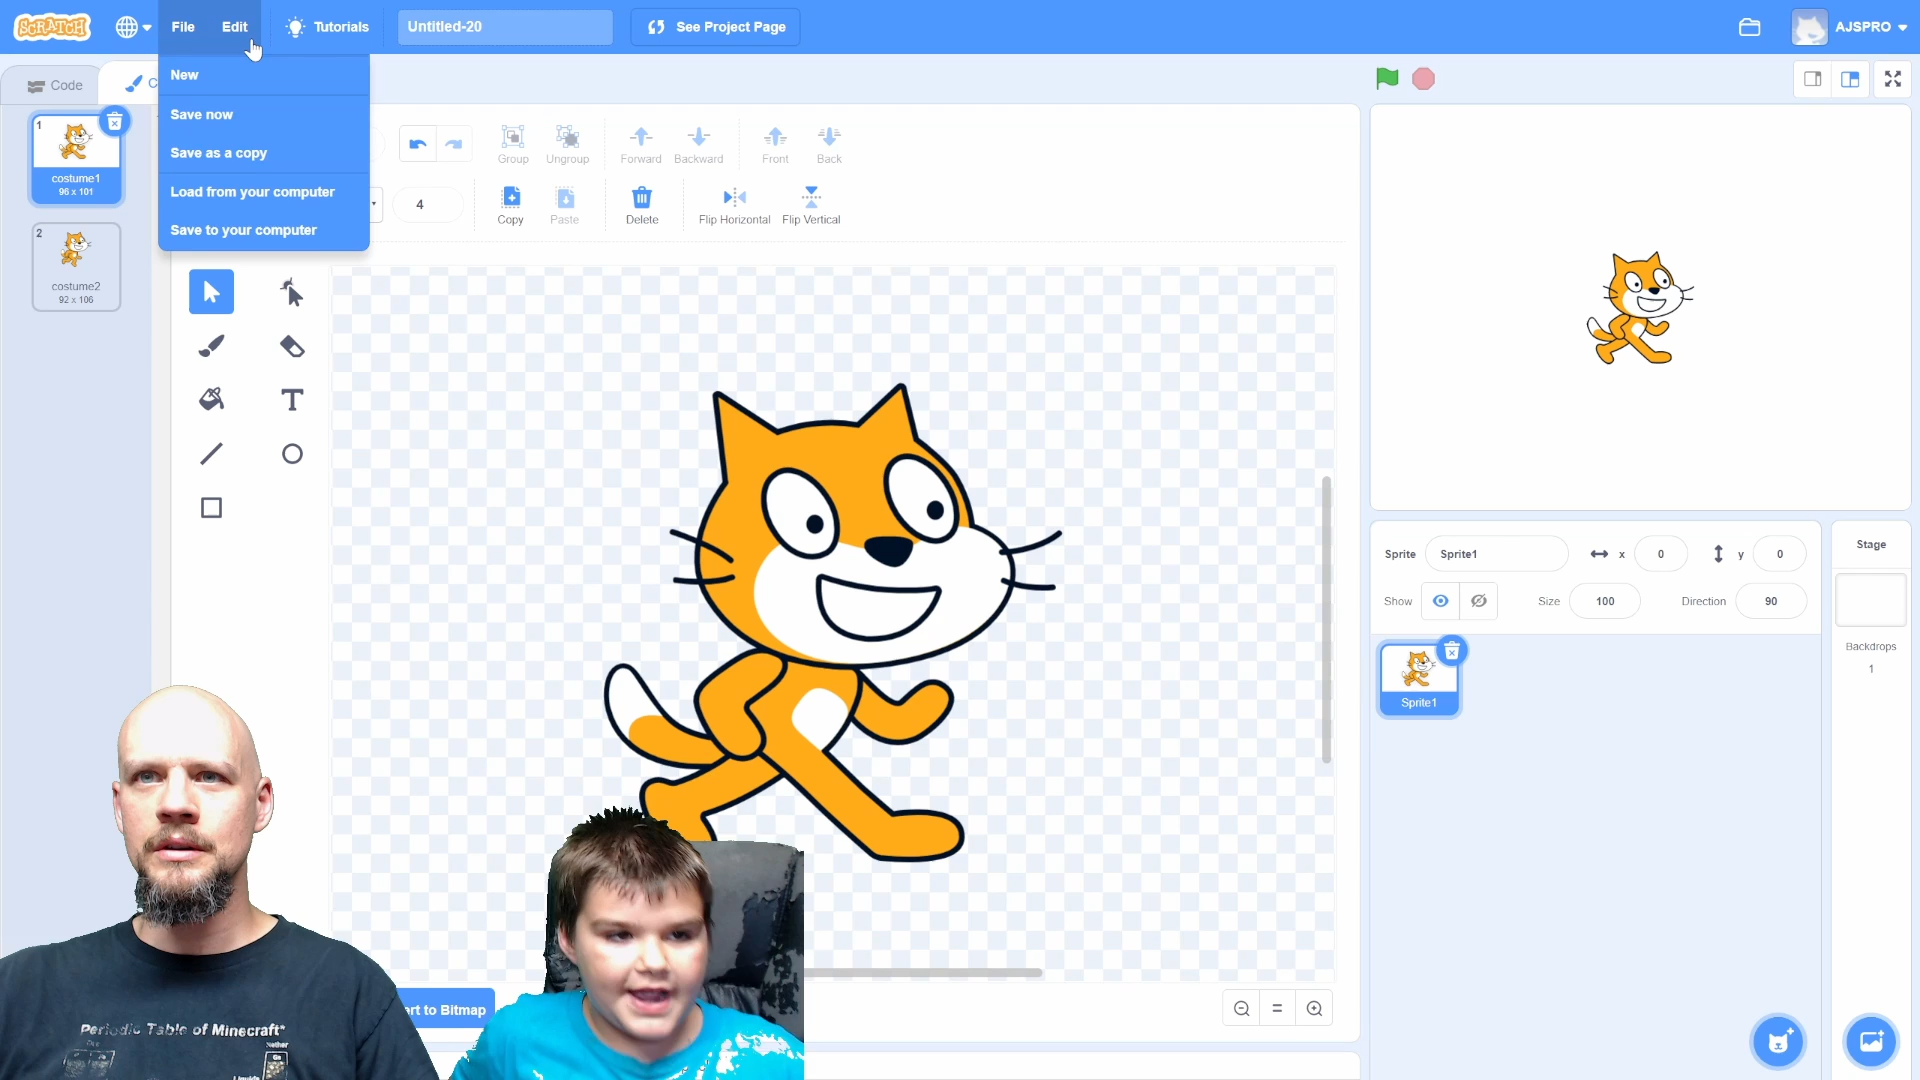 SCRATCH
File
Edit
Tutorials
Untitled-20
See Project Page
AJSPRO
New
Save now
Save as a copy
Load from your computer
Save to your computer
Code
C
1
costume1
96 x 101
2
costume2
92 x 106
Group
Ungroup
Forward
Backward
Front
Back
4
Copy
Paste
Delete
Flip Horizontal
Flip Vertical
T
Sprite
Sprite1
x
0
y
0
Show
Size
100
Direction
90
Sprite1
Stage
Backdrops
1
rt to Bitmap
Periodic Table of Minecraft*
Nether